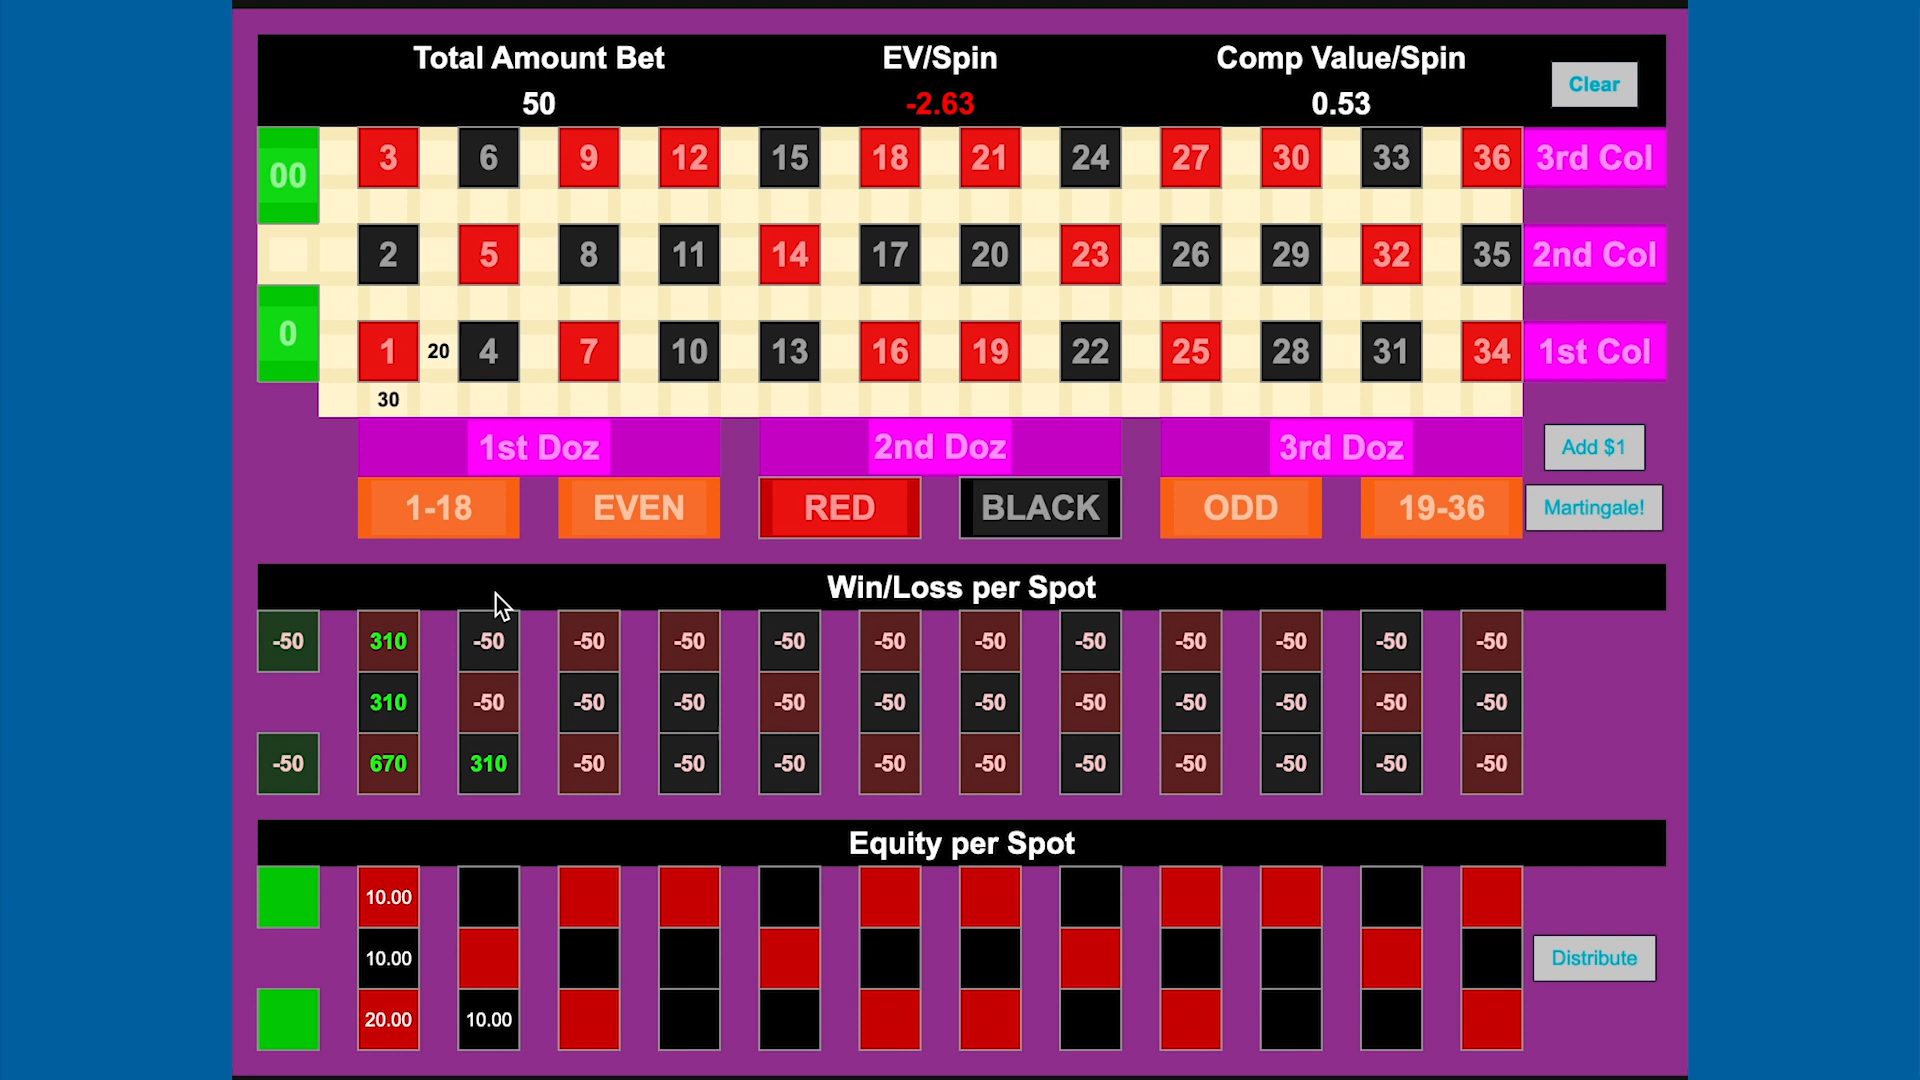 Total Amount Bet EV/Spin Comp Value/Spin
50 -2.63 0.53 Clear
00 3 6 9 12 15 18 21 24 27 30 33 36 3rd Col
2 5 8 11 14 17 20 23 26 29 32 35 2nd Col
0 1 20 4 7 10 13 16 19 22 25 28 31 34 1st Col
30
1st Doz 2nd Doz 3rd Doz Add $1
1-18 EVEN RED BLACK ODD 19-36 Martingale!
Win/Loss per Spot
-50 310 -50 -50 -50 -50 -50 -50 -50 -50 -50 -50 -50
310 -50 -50 -50 -50 -50 -50 -50 -50 -50 -50 -50
-50 670 310 -50 -50 -50 -50 -50 -50 -50 -50 -50 -50
Equity per Spot
10.00
10.00 Distribute
20.00 10.00